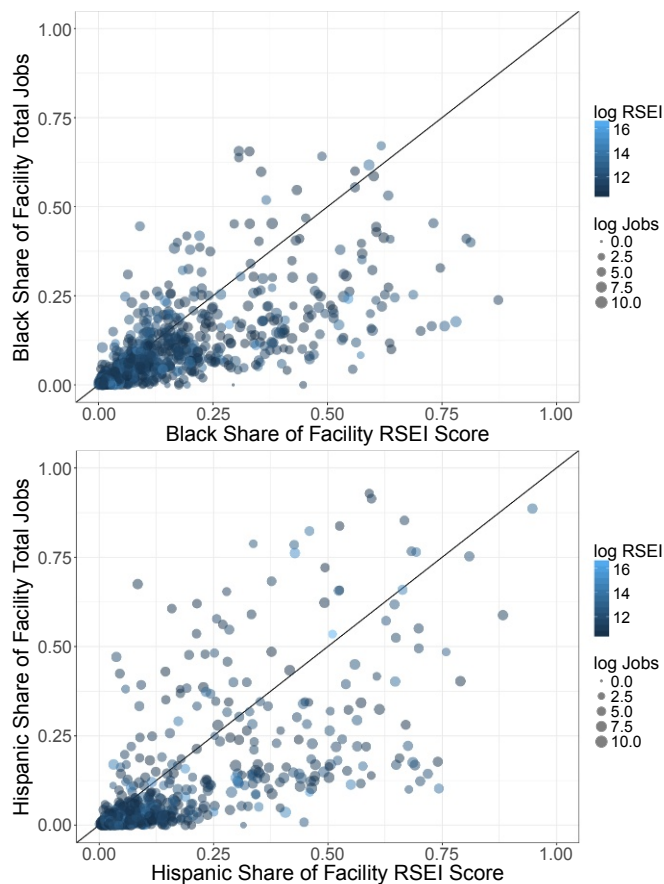 Black Share of Facility Total Jobs
1.00
0.75
0.50
0.25
0.00
0.00 0.25 0.50 0.75 1.00
Black Share of Facility RSEI Score
log RSEI
16
14
12
log Jobs
0.0
2.5
5.0
7.5
10.0
Hispanic Share of Facility Total Jobs
1.00
0.75
0.50
0.25
0.00
0.00 0.25 0.50 0.75 1.00
Hispanic Share of Facility RSEI Score
log RSEI
16
14
12
log Jobs
0.0
2.5
5.0
7.5
10.0